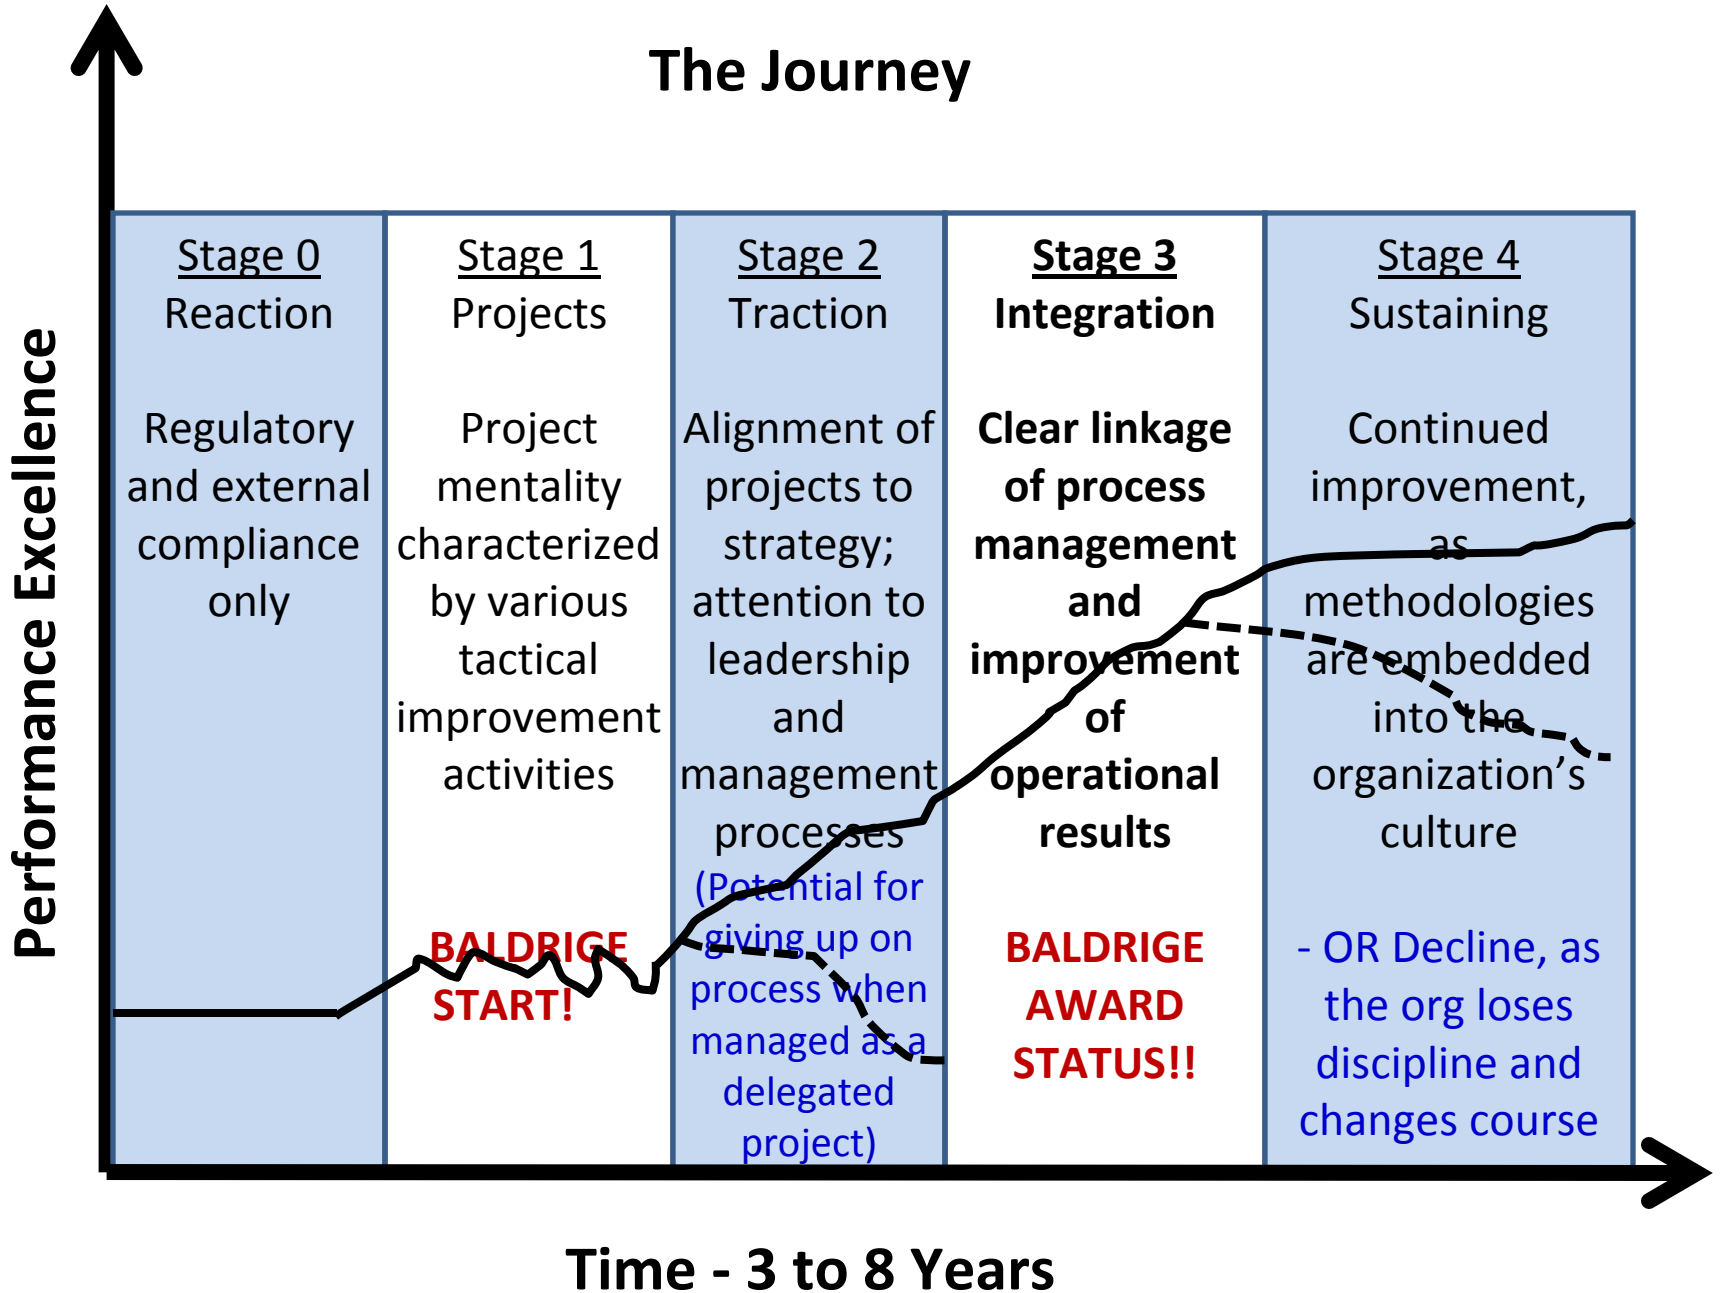 The Journey
Performance Excellence
Stage 0
Reaction
Regulatory
and external
compliance
only
Stage 1
Projects
Project
mentality
characterized
by various
tactical
improvement
activities
BALDRIGE
START!
Stage 2
Traction
Alignment of
projects to
strategy;
attention to
leadership
and
management
processes
(Potential for
giving up on
process when
managed as a
delegated
project)
Stage 3
Integration
Clear linkage
of process
management
and
improvement
of
operational
results
BALDRIGE
AWARD
STATUS!!
Stage 4
Sustaining
Continued
improvement,
as
methodologies
are embedded
into the
organization’s
culture
- OR Decline, as
the org loses
discipline and
changes course
Time - 3 to 8 Years